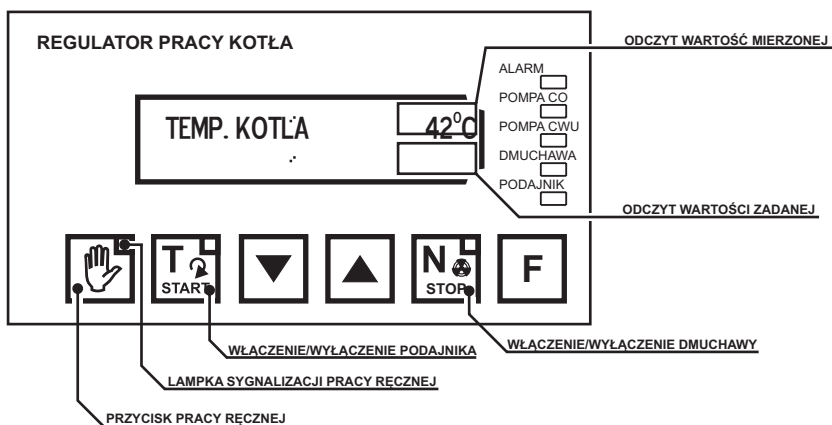 REGULATOR PRACY KOTŁA
ODCZYT WARTOŚĆ MIERZONEJ
ALARM
POMPA CO
TEMP. KOTLA 42°C
POMPA CWU
DMUCHAWA
PODAJNIK
ODCZYT WARTOŚCI ZADANEJ
T
START
N
STOP
F
WŁĄCZENIE/WYŁĄCZENIE PODAJNIKA
WŁĄCZENIE/WYŁĄCZENIE DMUCHAWY
LAMPKA SYGNALIZACJI PRACY RĘCZNEJ
PRZYCISK PRACY RĘCZNEJ